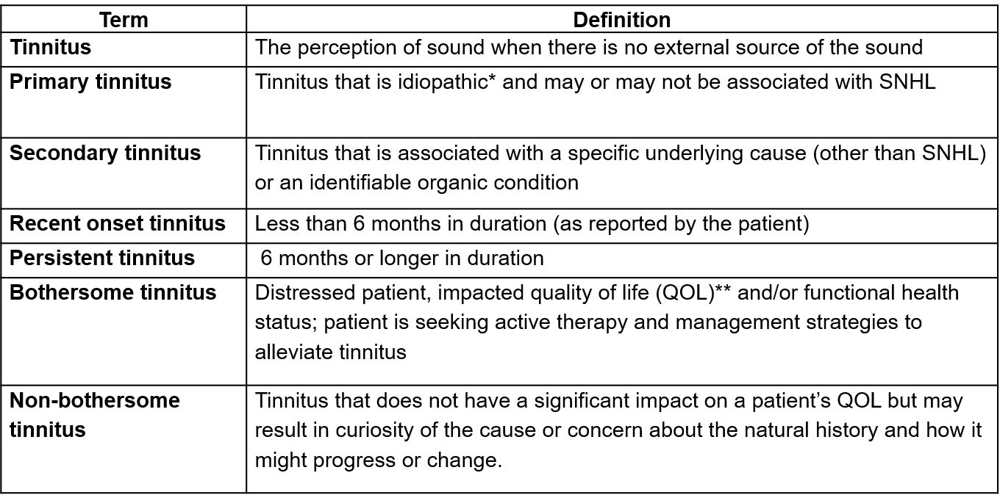 Term Definition
Tinnitus The perception of sound when there is no external source of the sound
Primary tinnitus Tinnitus that is idiopathic* and may or may not be associated with SNHL
Secondary tinnitus Tinnitus that is associated with a specific underlying cause (other than SNHL)
or an identifiable organic condition
Recent onset tinnitus Less than 6 months in duration (as reported by the patient)
Persistent tinnitus 6 months or longer in duration
Bothersome tinnitus Distressed patient, impacted quality of life (QOL)** and/or functional health
status; patient is seeking active therapy and management strategies to
alleviate tinnitus
Non-bothersome Tinnitus that does not have a significant impact on a patient’s QOL but may
tinnitus result in curiosity of the cause or concern about the natural history and how it
might progress or change.